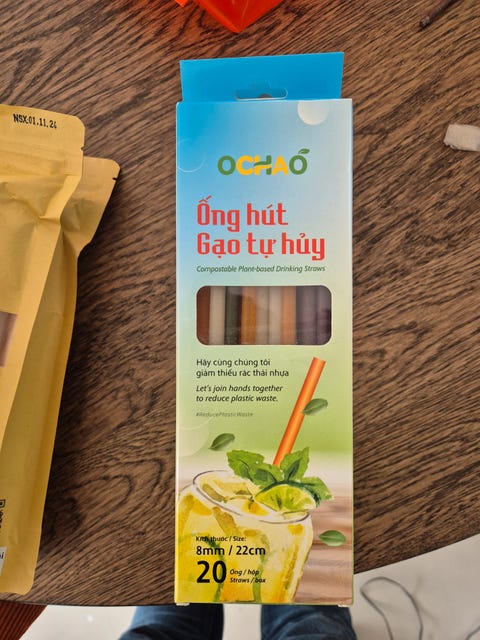 NSX.01.11.24
OCHAO
Ống hút
Gạo tự hủy
Compostable Plant-based Drinking Straws
Hãy cùng chúng tôi
giảm thiểu rác thải nhựa
Let's join hands together
to reduce plastic waste.
#ReducePlasticWaste
Kích thước / Size:
8mm / 22cm
20 Ống / hộp
Straws / box